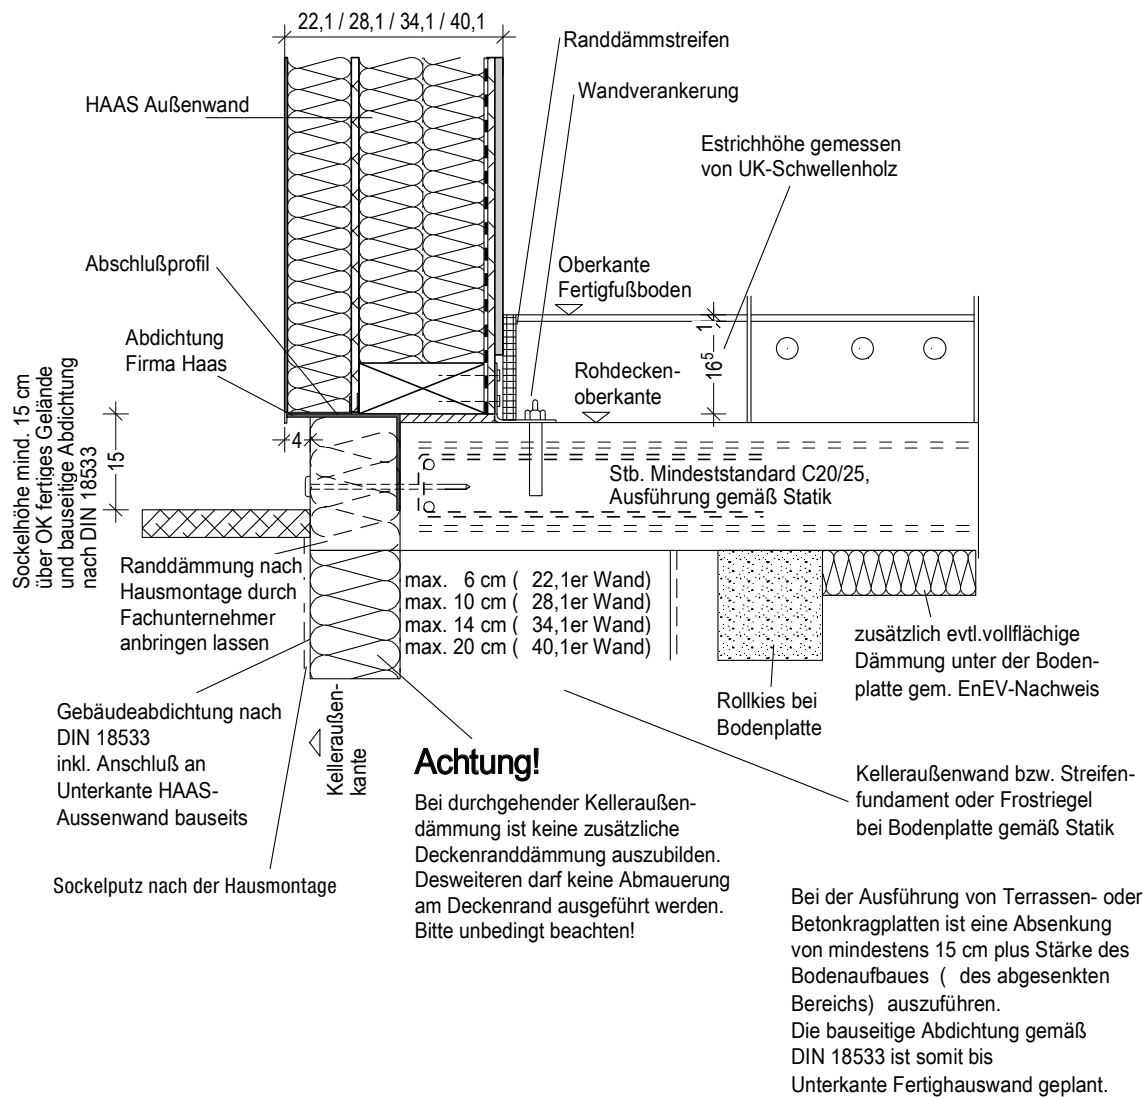 22,1 / 28,1 / 34,1 / 40,1
Randdämmstreifen
Wandverankerung
HAAS Außenwand
Estrichhöhe gemessen
von UK-Schwellenholz
Abschlußprofil
Oberkante
Fertigfußboden
Abdichtung
Firma Haas
1
16⁵
Rohdecken-
oberkante
Sockelhöhe mind. 15 cm
über OK fertiges Gelände
und bauseitige Abdichtung
nach DIN 18533
15
4
Stb. Mindeststandard C20/25,
Ausführung gemäß Statik
Randdämmung nach
Hausmontage durch
Fachunternehmer
anbringen lassen
max. 6 cm ( 22,1er Wand)
max. 10 cm ( 28,1er Wand)
max. 14 cm ( 34,1er Wand)
max. 20 cm ( 40,1er Wand)
zusätzlich evtl.vollflächige
Dämmung unter der Boden-
platte gem. EnEV-Nachweis
Rollkies bei
Bodenplatte
Gebäudeabdichtung nach
DIN 18533
inkl. Anschluß an
Unterkante HAAS-
Aussenwand bauseits
Kelleraußen-
kante
Achtung!
Bei durchgehender Kelleraußen-
dämmung ist keine zusätzliche
Deckenranddämmung auszubilden.
Desweiteren darf keine Abmauerung
am Deckenrand ausgeführt werden.
Bitte unbedingt beachten!
Kelleraußenwand bzw. Streifen-
fundament oder Frostriegel
bei Bodenplatte gemäß Statik
Sockelputz nach der Hausmontage
Bei der Ausführung von Terrassen- oder
Betonkragplatten ist eine Absenkung
von mindestens 15 cm plus Stärke des
Bodenaufbaues ( des abgesenkten
Bereichs) auszuführen.
Die bauseitige Abdichtung gemäß
DIN 18533 ist somit bis
Unterkante Fertighauswand geplant.